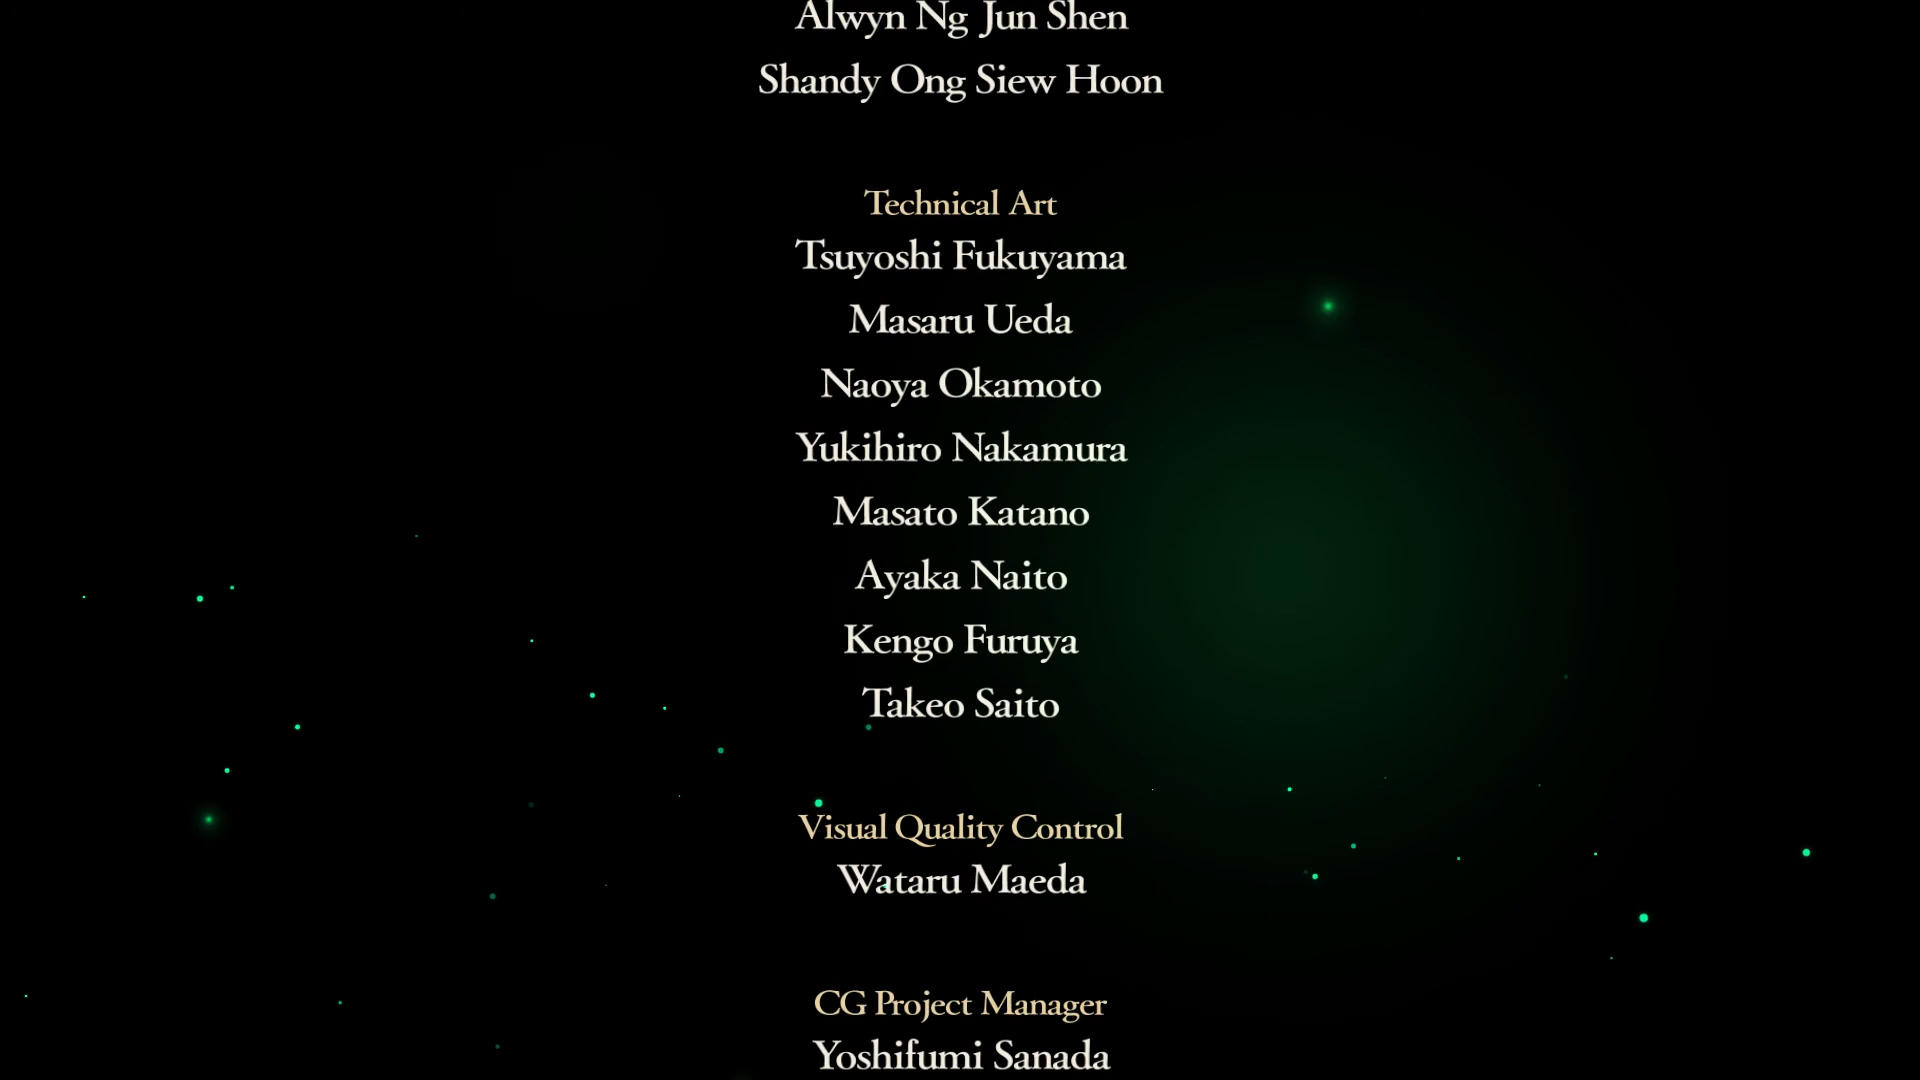 Alwyn Ng Jun Shen
Shandy Ong Siew Hoon
Technical Art
Tsuyoshi Fukuyama
Masaru Ueda
Naoya Okamoto
Yukihiro Nakamura
Masato Katano
Ayaka Naito
Kengo Furuya
Takeo Saito
Visual Quality Control
Wataru Maeda
CG Project Manager
Yoshifumi Sanada